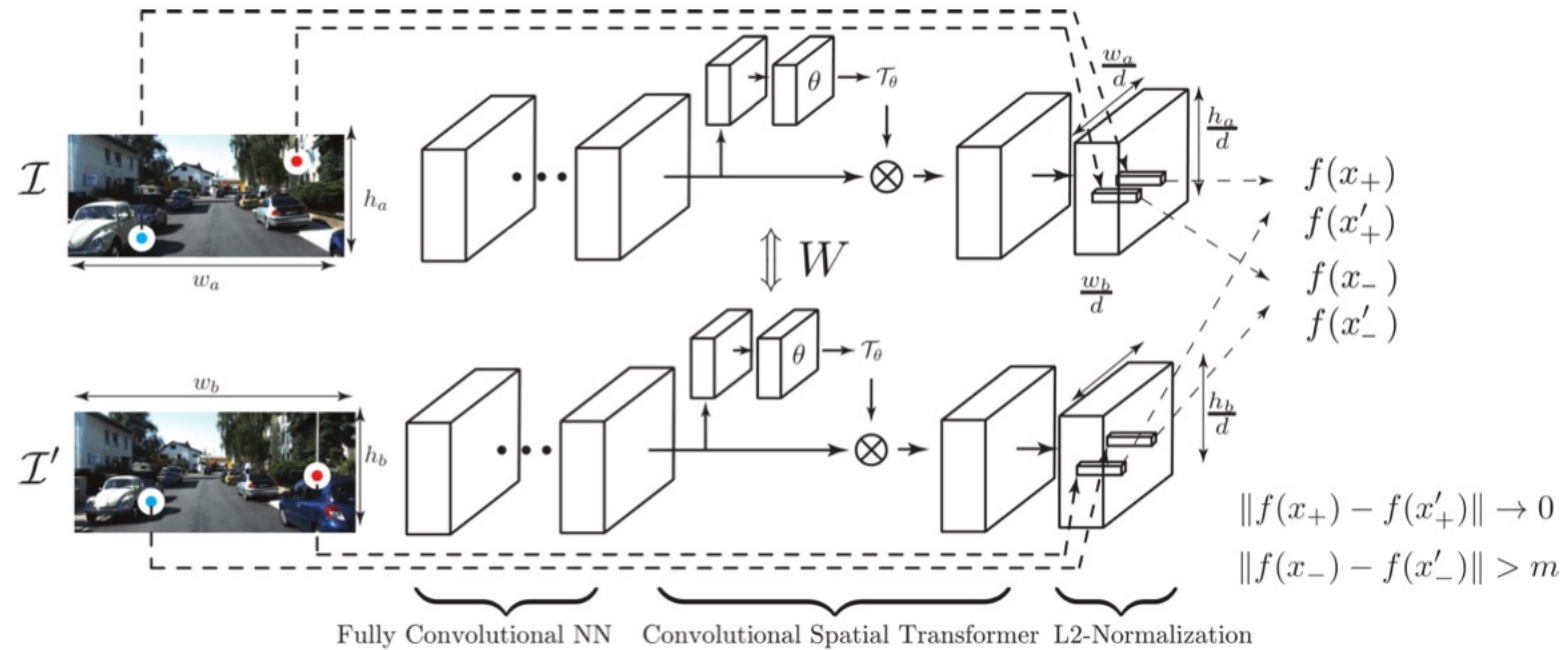 w_a/d
θ
𝒯_θ
h_a/d
ℐ
h_a
f(x_+)
f(x'_+)
w_a
W
w_b/d
f(x_-)
f(x'_-)
θ
𝒯_θ
w_b
h_b/d
ℐ'
h_b
‖f(x_+) − f(x'_+)‖ → 0
‖f(x_-) − f(x'_-)‖ > m
Fully Convolutional NN
Convolutional Spatial Transformer
L2-Normalization